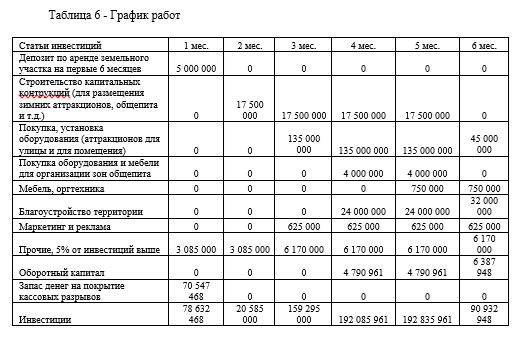 Таблица 6 - График работ
Статьи инвестиций 1 мес. 2 мес. 3 мес. 4 мес. 5 мес. 6 мес.
Депозит по аренде земельного
участка на первые 6 месяцев 5 000 000 0 0 0 0 0
Строительство капитальных
контрукций (для размещения
зимних аттракционов, общепита 17 500
и т.д.) 0 000 17 500 000 17 500 000 17 500 000 0
Покупка, установка
оборудования (аттракционов для 135 000 45 000
улицы и для помещения) 0 0 000 135 000 000 135 000 000 000
Покупка оборудования и мебели
для организации зон общепита 0 0 0 4 000 000 4 000 000 0
Мебель, оргтехника 0 0 0 0 750 000 750 000
32 000
Благоустройство территории 0 0 0 24 000 000 24 000 000 000
Маркетинг и реклама 0 0 625 000 625 000 625 000 625 000
6 170
Прочие, 5% от инвестиций выше 3 085 000 3 085 000 6 170 000 6 170 000 6 170 000 000
6 387
Оборотный капитал 0 0 0 4 790 961 4 790 961 948
Запас денег на покрытие 70 547
кассовых разрывов 468 0 0 0 0 0
78 632 20 585 159 295 90 932
Инвестиции 468 000 000 192 085 961 192 835 961 948